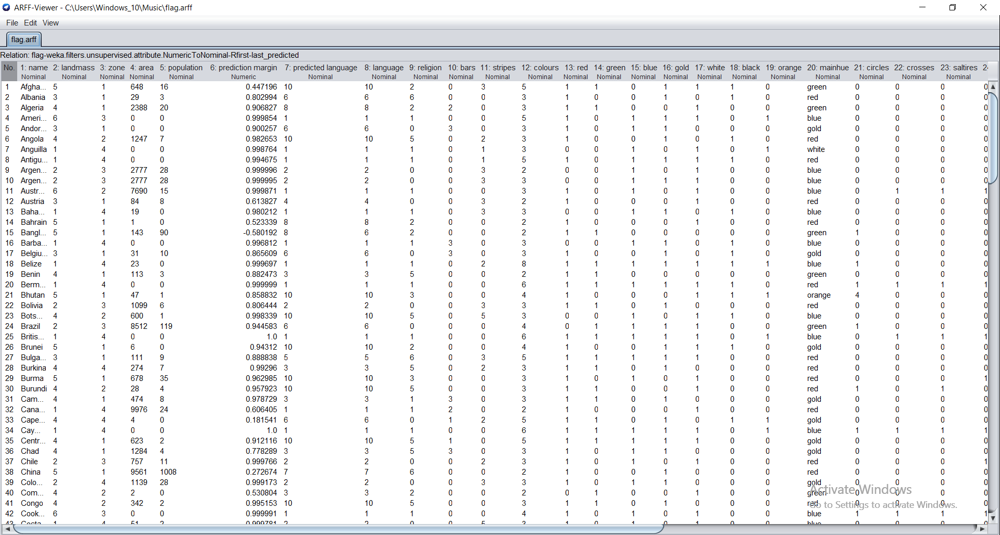 ARFF-Viewer - C:\Users\Windows_10\Music\flag.arff
File Edit View
flag.arff
Relation: flag-weka.filters.unsupervised.attribute.NumericToNominal-Rfirst-last_predicted
No. 1: name 2: landmass 3: zone 4: area 5: population 6: prediction margin 7: predicted language 8: language 9: religion 10: bars 11: stripes 12: colours 13: red 14: green 15: blue 16: gold 17: white 18: black 19: orange 20: mainhue 21: circles 22: crosses 23: saltires
Nominal Nominal Nominal Nominal Nominal Numeric Nominal Nominal Nominal Nominal Nominal Nominal Nominal Nominal Nominal Nominal Nominal Nominal Nominal Nominal Nominal Nominal Nominal
1 Afgha... 5 1 648 16 0.447196 10 10 2 0 3 5 1 1 0 1 1 1 0 green 0 0 0 0
2 Albania 3 1 29 3 0.802994 6 6 6 0 0 3 1 0 0 1 0 1 0 red 0 0 0 0
3 Algeria 4 1 2388 20 0.906827 8 8 2 2 0 3 1 1 0 0 1 0 0 green 0 0 0 0
4 Ameri... 6 3 0 0 0.999854 1 1 1 0 0 5 1 0 1 1 1 0 1 blue 0 0 0 0
5 Andor... 3 1 0 0 0.900257 6 6 0 3 0 3 1 0 1 1 0 0 0 gold 0 0 0 0
6 Angola 4 2 1247 7 0.982653 10 10 5 0 2 3 1 0 0 1 0 1 0 red 0 0 0 0
7 Anguilla 1 4 0 0 0.998764 1 1 1 0 1 3 0 0 1 0 1 0 1 white 0 0 0 0
8 Antigu... 1 4 0 0 0.994675 1 1 1 0 1 5 1 0 1 1 1 1 0 red 0 0 0 0
9 Argen... 2 3 2777 28 0.999996 2 2 0 0 3 2 0 0 1 0 1 0 0 blue 0 0 0 0
10 Argen... 2 3 2777 28 0.999995 2 2 0 0 3 3 0 0 1 1 1 0 0 blue 0 0 0 0
11 Austr... 6 2 7690 15 0.999871 1 1 1 0 0 3 1 0 1 0 1 0 0 blue 0 1 1 1
12 Austria 3 1 84 8 0.613827 4 4 0 0 3 2 1 0 0 0 1 0 0 red 0 0 0 0
13 Baha... 1 4 19 0 0.980212 1 1 1 0 3 3 0 0 1 1 0 1 0 blue 0 0 0 0
14 Bahrain 5 1 1 0 0.523339 8 8 2 0 0 2 1 0 0 0 1 0 0 red 0 0 0 0
15 Bangl... 5 1 143 90 -0.580192 8 6 2 0 0 2 1 1 0 0 0 0 0 green 1 0 0 0
16 Barba... 1 4 0 0 0.996812 1 1 1 3 0 3 0 0 1 1 0 1 0 blue 0 0 0 0
17 Belgiu... 3 1 31 10 0.865609 6 6 0 3 0 3 1 0 0 1 0 1 0 gold 0 0 0 0
18 Belize 1 4 23 0 0.999697 1 1 1 0 2 8 1 1 1 1 1 1 1 blue 1 0 0 0
19 Benin 4 1 113 3 0.882473 3 3 5 0 0 2 1 1 0 0 0 0 0 green 0 0 0 0
20 Berm... 1 4 0 0 0.999999 1 1 1 0 0 6 1 1 1 1 1 1 0 red 1 1 1 1
21 Bhutan 5 1 47 1 0.858832 10 10 3 0 0 4 1 0 0 0 1 1 1 orange 4 0 0 0
22 Bolivia 2 3 1099 6 0.806444 2 2 0 0 3 3 1 1 0 1 0 0 0 red 0 0 0 0
23 Bots... 4 2 600 1 0.998339 10 10 5 0 5 3 0 0 1 0 1 1 0 blue 0 0 0 0
24 Brazil 2 3 8512 119 0.944583 6 6 0 0 0 4 0 1 1 1 1 0 0 green 1 0 0 0
25 Britis... 1 4 0 0 1.0 1 1 1 0 0 6 1 1 1 1 1 0 1 blue 0 1 1 1
26 Brunei 5 1 6 0 0.94312 10 10 2 0 0 4 1 0 0 1 1 1 0 gold 0 0 0 0
27 Bulga... 3 1 111 9 0.888838 5 5 6 0 3 5 1 1 1 1 1 0 0 red 0 0 0 0
28 Burkina 4 4 274 7 0.99296 3 3 5 0 2 3 1 1 0 1 0 0 0 red 0 0 0 0
29 Burma 5 1 678 35 0.962985 10 10 3 0 0 3 1 0 1 0 1 0 0 red 0 0 0 1
30 Burundi 4 2 28 4 0.957923 10 10 5 0 0 3 1 1 0 0 1 0 0 red 1 0 1 0
31 Cam... 4 1 474 8 0.978729 3 3 1 3 0 3 1 1 0 1 0 0 0 gold 0 0 0 0
32 Cana... 1 4 9976 24 0.606405 1 1 1 2 0 2 1 0 0 0 1 0 0 red 0 0 0 0
33 Cape... 4 4 4 0 0.181541 6 6 0 1 2 5 1 1 0 1 0 1 1 gold 0 0 0 0
34 Cay... 1 4 0 0 1.0 1 1 1 0 0 6 1 1 1 1 1 0 1 blue 1 1 1 1
35 Centr... 4 1 623 2 0.912116 10 10 5 1 0 5 1 1 1 1 1 0 0 gold 0 0 0 0
36 Chad 4 1 1284 4 0.778289 3 3 5 3 0 3 1 0 1 1 0 0 0 gold 0 0 0 0
37 Chile 2 3 757 11 0.999766 2 2 0 0 2 3 1 0 1 0 1 0 0 red 0 0 0 1
38 China 5 1 9561 1008 0.272674 7 7 6 0 0 2 1 0 0 1 0 0 0 red 0 0 0 0
39 Colo... 2 4 1139 28 0.999173 2 2 0 0 3 3 1 0 1 1 0 0 0 gold 0 0 0 0
40 Com... 4 2 2 0 0.530804 3 3 2 0 0 2 0 1 0 0 1 0 0 green 0 0 0 0
41 Congo 4 2 342 2 0.995153 10 10 5 0 0 3 1 1 0 1 0 0 0 red 0 0 0 0
42 Cook... 6 3 0 0 0.999991 1 1 1 0 0 4 1 0 1 0 1 0 0 blue 1 1 1 1
43 Costa 1 4 51 2 0.999781 2 2 0 0 5 3 1 0 1 0 1 0 0 blue 0 0 0 0
Activate Windows
Go to Settings to activate Windows.